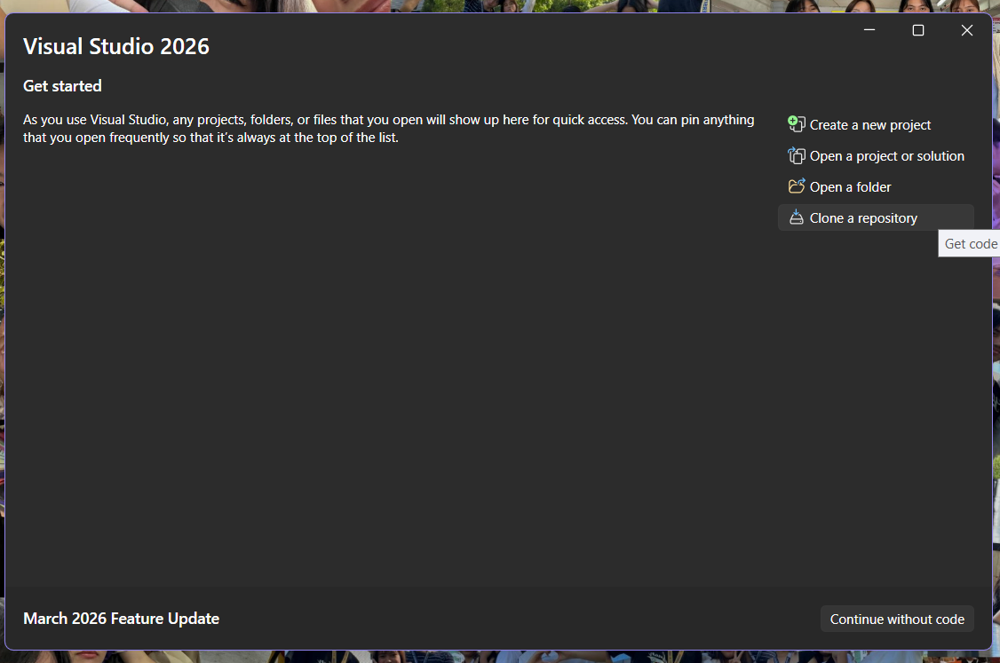 Visual Studio 2026
Get started
As you use Visual Studio, any projects, folders, or files that you open will show up here for quick access. You can pin anything
that you open frequently so that it's always at the top of the list.
Create a new project
Open a project or solution
Open a folder
Clone a repository
Get code
March 2026 Feature Update
Continue without code